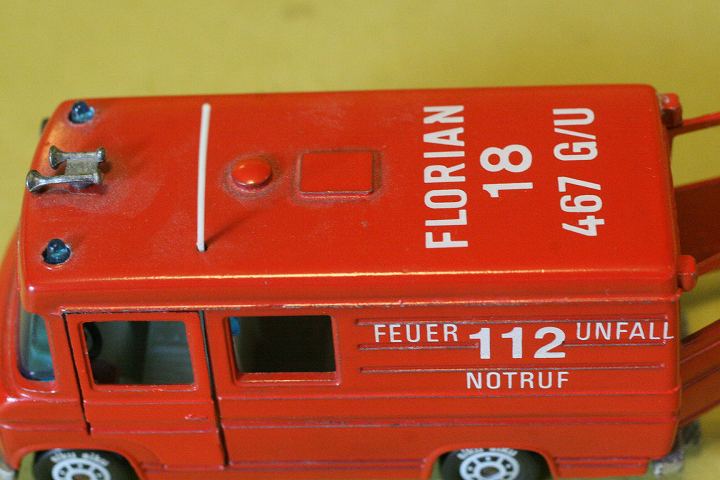 FLORIAN
18
467 G/U
FEUER 112 UNFALL
NOTRUF